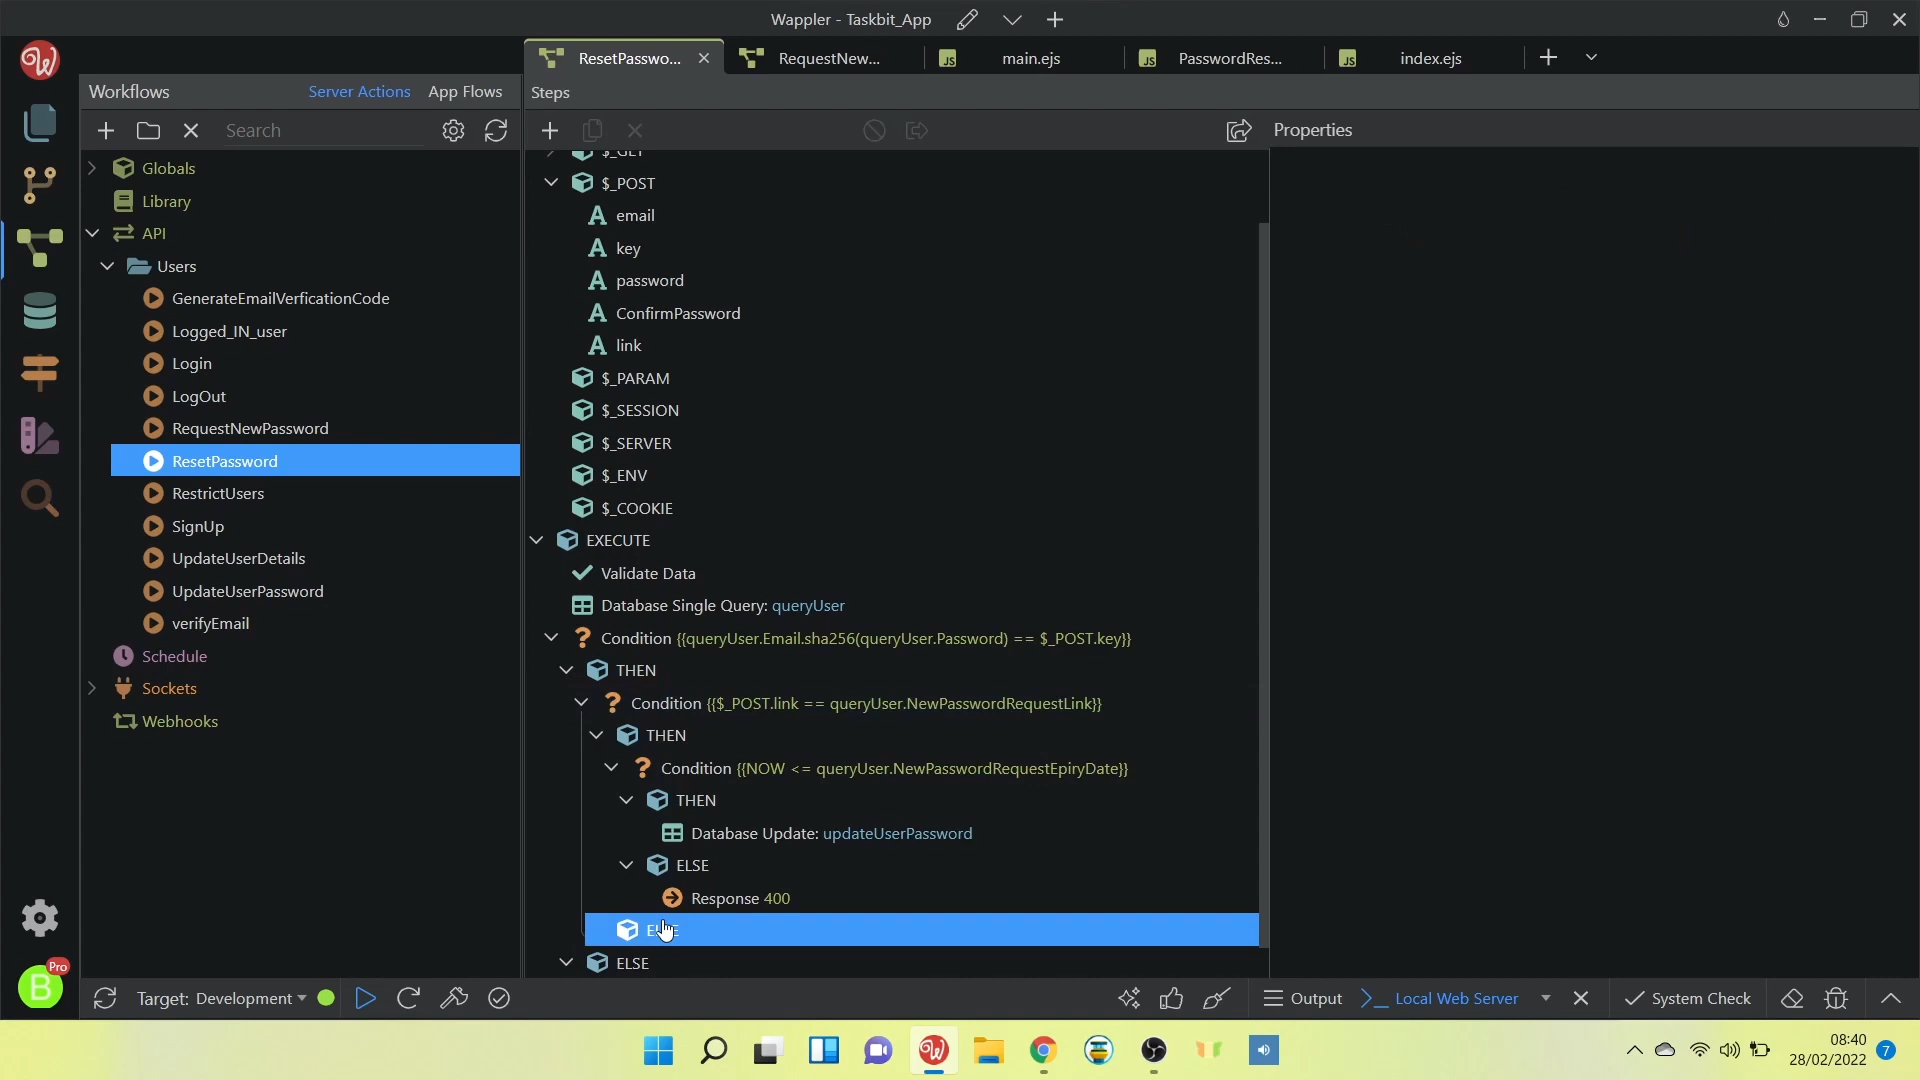 Wappler - Taskbit_App
ResetPasswo...
RequestNew...
main.ejs
PasswordRes...
index.ejs
Workflows
Server Actions
App Flows
Steps
Search
Properties
Globals
Library
API
Users
GenerateEmailVerficationCode
Logged_IN_user
Login
LogOut
RequestNewPassword
ResetPassword
RestrictUsers
SignUp
UpdateUserDetails
UpdateUserPassword
verifyEmail
Schedule
Sockets
Webhooks
$_GET
$_POST
email
key
password
ConfirmPassword
link
$_PARAM
$_SESSION
$_SERVER
$_ENV
$_COOKIE
EXECUTE
Validate Data
Database Single Query: queryUser
Condition {{queryUser.Email.sha256(queryUser.Password) == $_POST.key}}
THEN
Condition {{$_POST.link == queryUser.NewPasswordRequestLink}}
THEN
Condition {{NOW <= queryUser.NewPasswordRequestEpiryDate}}
THEN
Database Update: updateUserPassword
ELSE
Response 400
ELSE
ELSE
Pro
B
Target: Development
Output
Local Web Server
System Check
08:40
28/02/2022
7